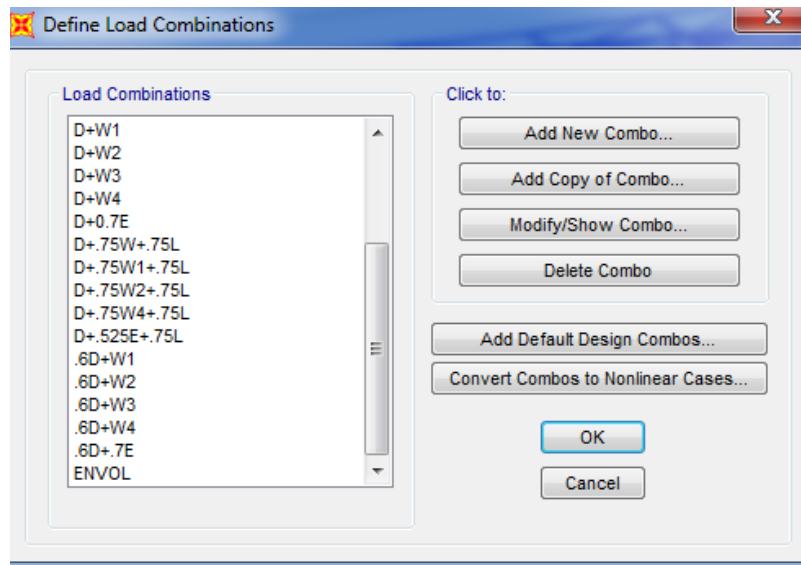 Define Load Combinations
X
Load Combinations
D+W1
D+W2
D+W3
D+W4
D+0.7E
D+.75W+.75L
D+.75W1+.75L
D+.75W2+.75L
D+.75W4+.75L
D+.525E+.75L
.6D+W1
.6D+W2
.6D+W3
.6D+W4
.6D+.7E
ENVOL
Click to:
Add New Combo...
Add Copy of Combo...
Modify/Show Combo...
Delete Combo
Add Default Design Combos...
Convert Combos to Nonlinear Cases...
OK
Cancel